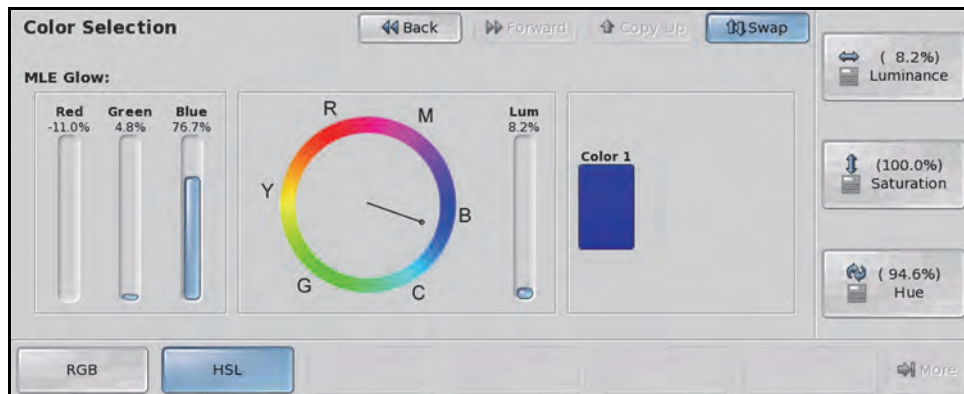 Color Selection
Back
Forward
Copy Up
Swap
MLE Glow:
Red
-11.0%
Green
4.8%
Blue
76.7%
R
M
Y
B
G
C
Lum
8.2%
Color 1
( 8.2%)
Luminance
(100.0%)
Saturation
( 94.6%)
Hue
RGB
HSL
More